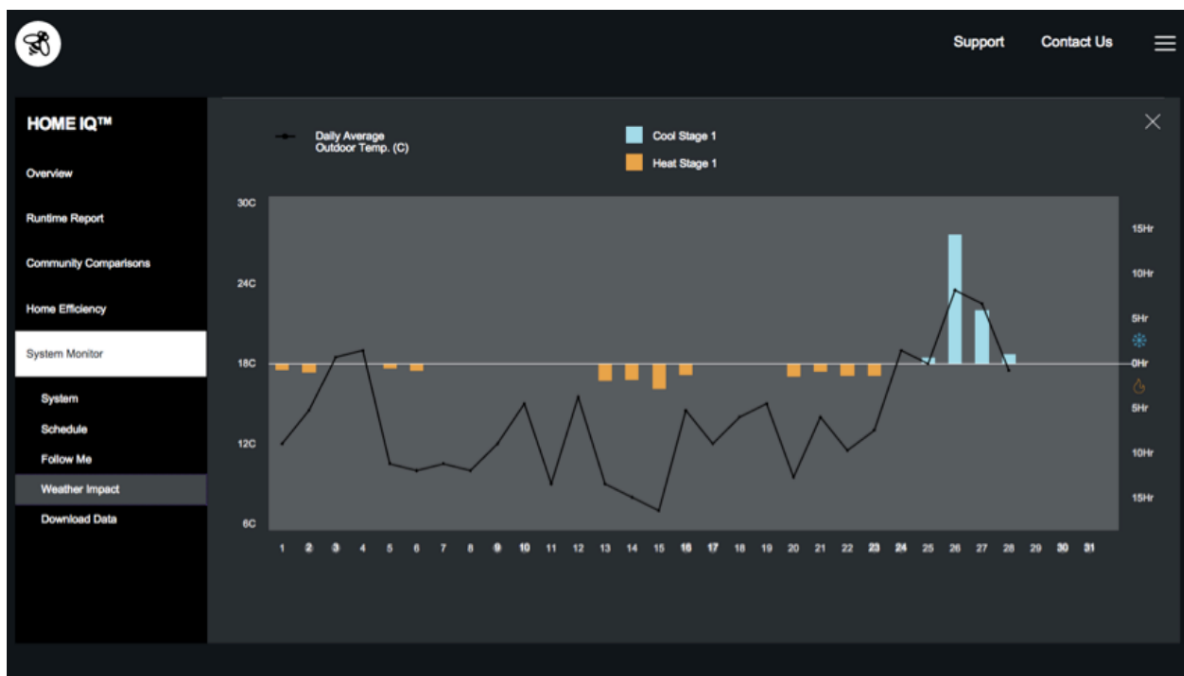 Support
Contact Us
HOME IQ™
Overview
Runtime Report
Community Comparisons
Home Efficiency
System Monitor
System
Schedule
Follow Me
Weather Impact
Download Data
Daily Average
Outdoor Temp. (C)
Cool Stage 1
Heat Stage 1
30C
24C
18C
12C
6C
15Hr
10Hr
5Hr
0Hr
5Hr
10Hr
15Hr
1 2 3 4 5 6 7 8 9 10 11 12 13 14 15 16 17 18 19 20 21 22 23 24 25 26 27 28 29 30 31